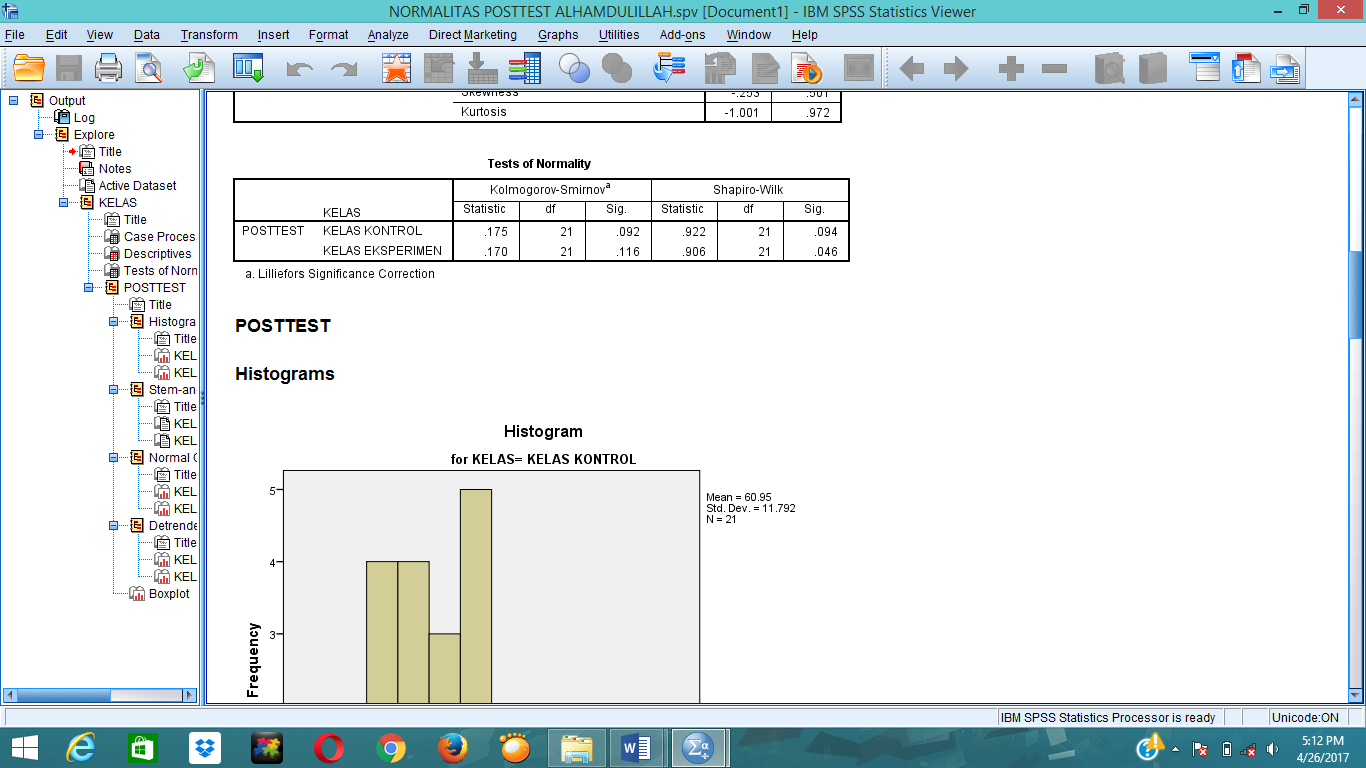 NORMALITAS POSTTEST ALHAMDULILLAH.spv [Document1] - IBM SPSS Statistics Viewer
File Edit View Data Transform Insert Format Analyze Direct Marketing Graphs Utilities Add-ons Window Help
Output
Log
Explore
Title
Notes
Active Dataset
KELAS
Title
Case Proces
Descriptives
Tests of Norn
POSTTEST
Title
Histogra
Title
KEL
KEL
Stem-an
Title
KEL
KEL
Normal
Title
KEL
KEL
Detrende
Title
KEL
KEL
Boxplot
Skewness -.253 .501
Kurtosis -1.001 .972
Tests of Normality
KELAS Kolmogorov-Smirnov a Shapiro-Wilk
Statistic df Sig. Statistic df Sig.
POSTTEST KELAS KONTROL .175 21 .092 .922 21 .094
KELAS EKSPERIMEN .170 21 .116 .906 21 .046
a. Lilliefors Significance Correction
POSTTEST
Histograms
Histogram
for KELAS= KELAS KONTROL
5
4
3
Frequency
Mean = 60.95
Std. Dev. = 11.792
N = 21
IBM SPSS Statistics Processor is ready Unicode:ON
5:12 PM
4/26/2017